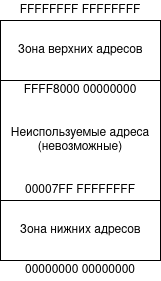 FFFFFFFF FFFFFFFF
Зона верхних адресов
FFFF8000 00000000
Неиспользуемые адреса
(невозможные)
00007FF FFFFFFFF
Зона нижних адресов
00000000 00000000